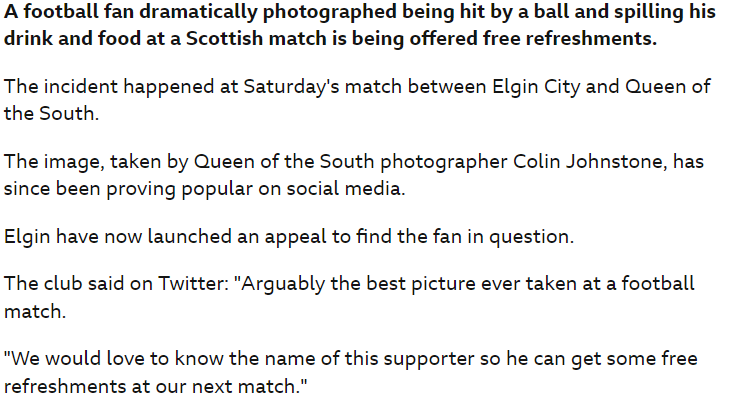 A football fan dramatically photographed being hit by a ball and spilling his
drink and food at a Scottish match is being offered free refreshments.
The incident happened at Saturday's match between Elgin City and Queen of
the South.
The image, taken by Queen of the South photographer Colin Johnstone, has
since been proving popular on social media.
Elgin have now launched an appeal to find the fan in question.
The club said on Twitter: "Arguably the best picture ever taken at a football
match.
"We would love to know the name of this supporter so he can get some free
refreshments at our next match."